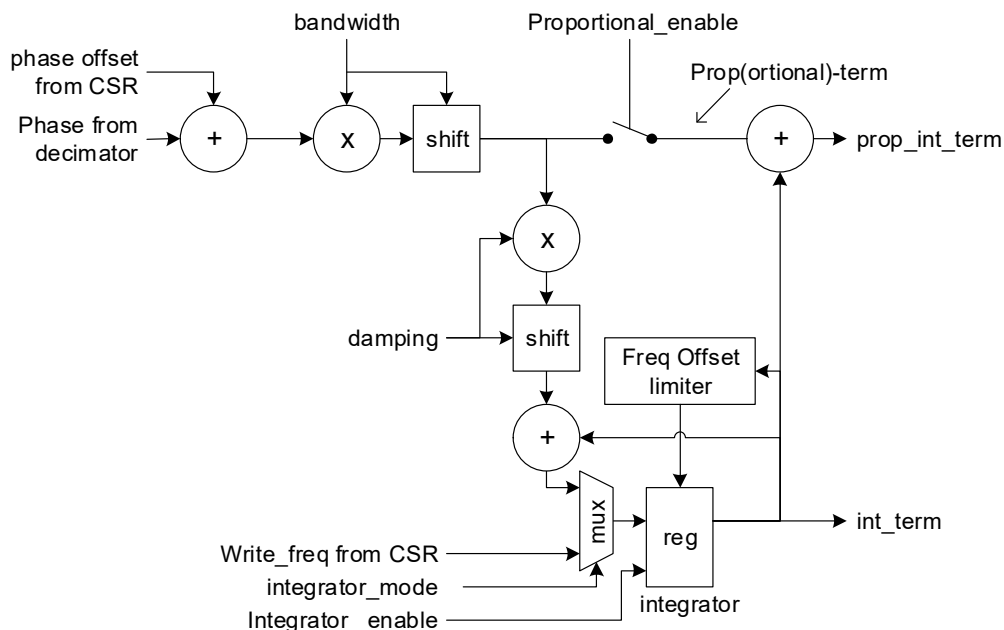 bandwidth
Proportional_enable
phase offset
from CSR
Prop(ortional)-term
Phase from
decimator
+
x
shift
+
prop_int_term
x
damping
shift
Freq Offset
limiter
+
mux
reg
int_term
Write_freq from CSR
integrator_mode
integrator
Integrator_enable